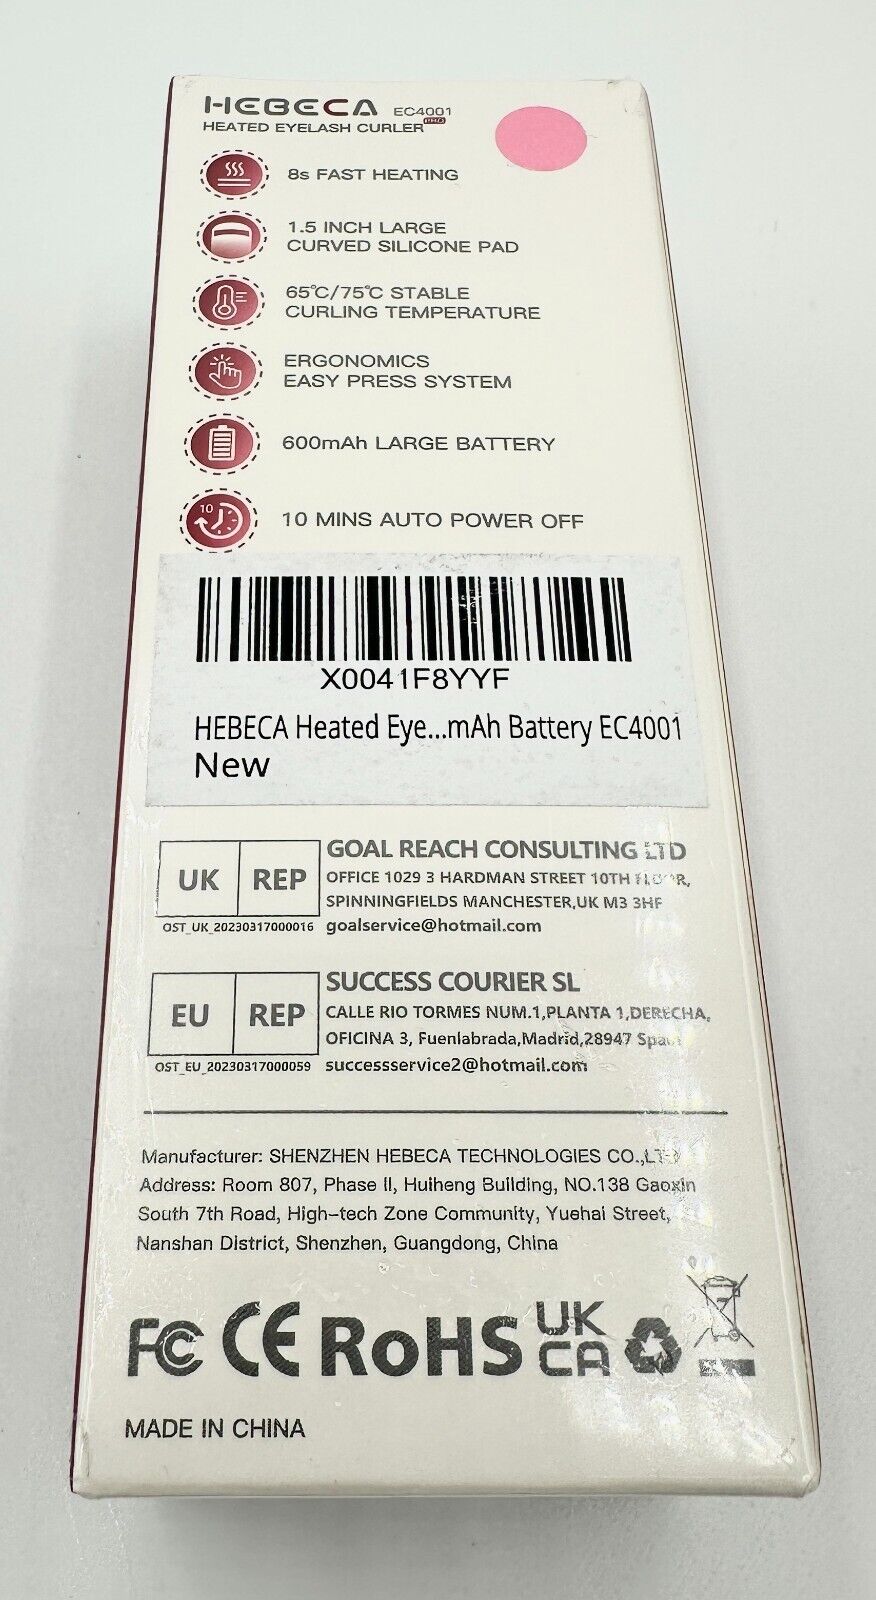 HEBECA EC4001
PRO
HEATED EYELASH CURLER
8s FAST HEATING
1.5 INCH LARGE
CURVED SILICONE PAD
65°C/75°C STABLE
CURLING TEMPERATURE
ERGONOMICS
EASY PRESS SYSTEM
600mAh LARGE BATTERY
10
10 MINS AUTO POWER OFF
X0041F8YYF
HEBECA Heated Eye...mAh Battery EC4001
New
UK REP
OST_UK_20230317000016
GOAL REACH CONSULTING LTD
OFFICE 1029 3 HARDMAN STREET 10TH FLOOR,
SPINNINGFIELDS MANCHESTER,UK M3 3HF
goalservice@hotmail.com
EU REP
OST_EU_20230317000059
SUCCESS COURIER SL
CALLE RIO TORMES NUM.1,PLANTA 1,DERECHA,
OFICINA 3, Fuenlabrada,Madrid,28947 Spain
successservice2@hotmail.com
Manufacturer: SHENZHEN HEBECA TECHNOLOGIES CO.,LTD
Address: Room 807, Phase II, Huiheng Building, NO.138 Gaoxin
South 7th Road, High-tech Zone Community, Yuehai Street,
Nanshan District, Shenzhen, Guangdong, China
FC CE RoHS UK CA
MADE IN CHINA